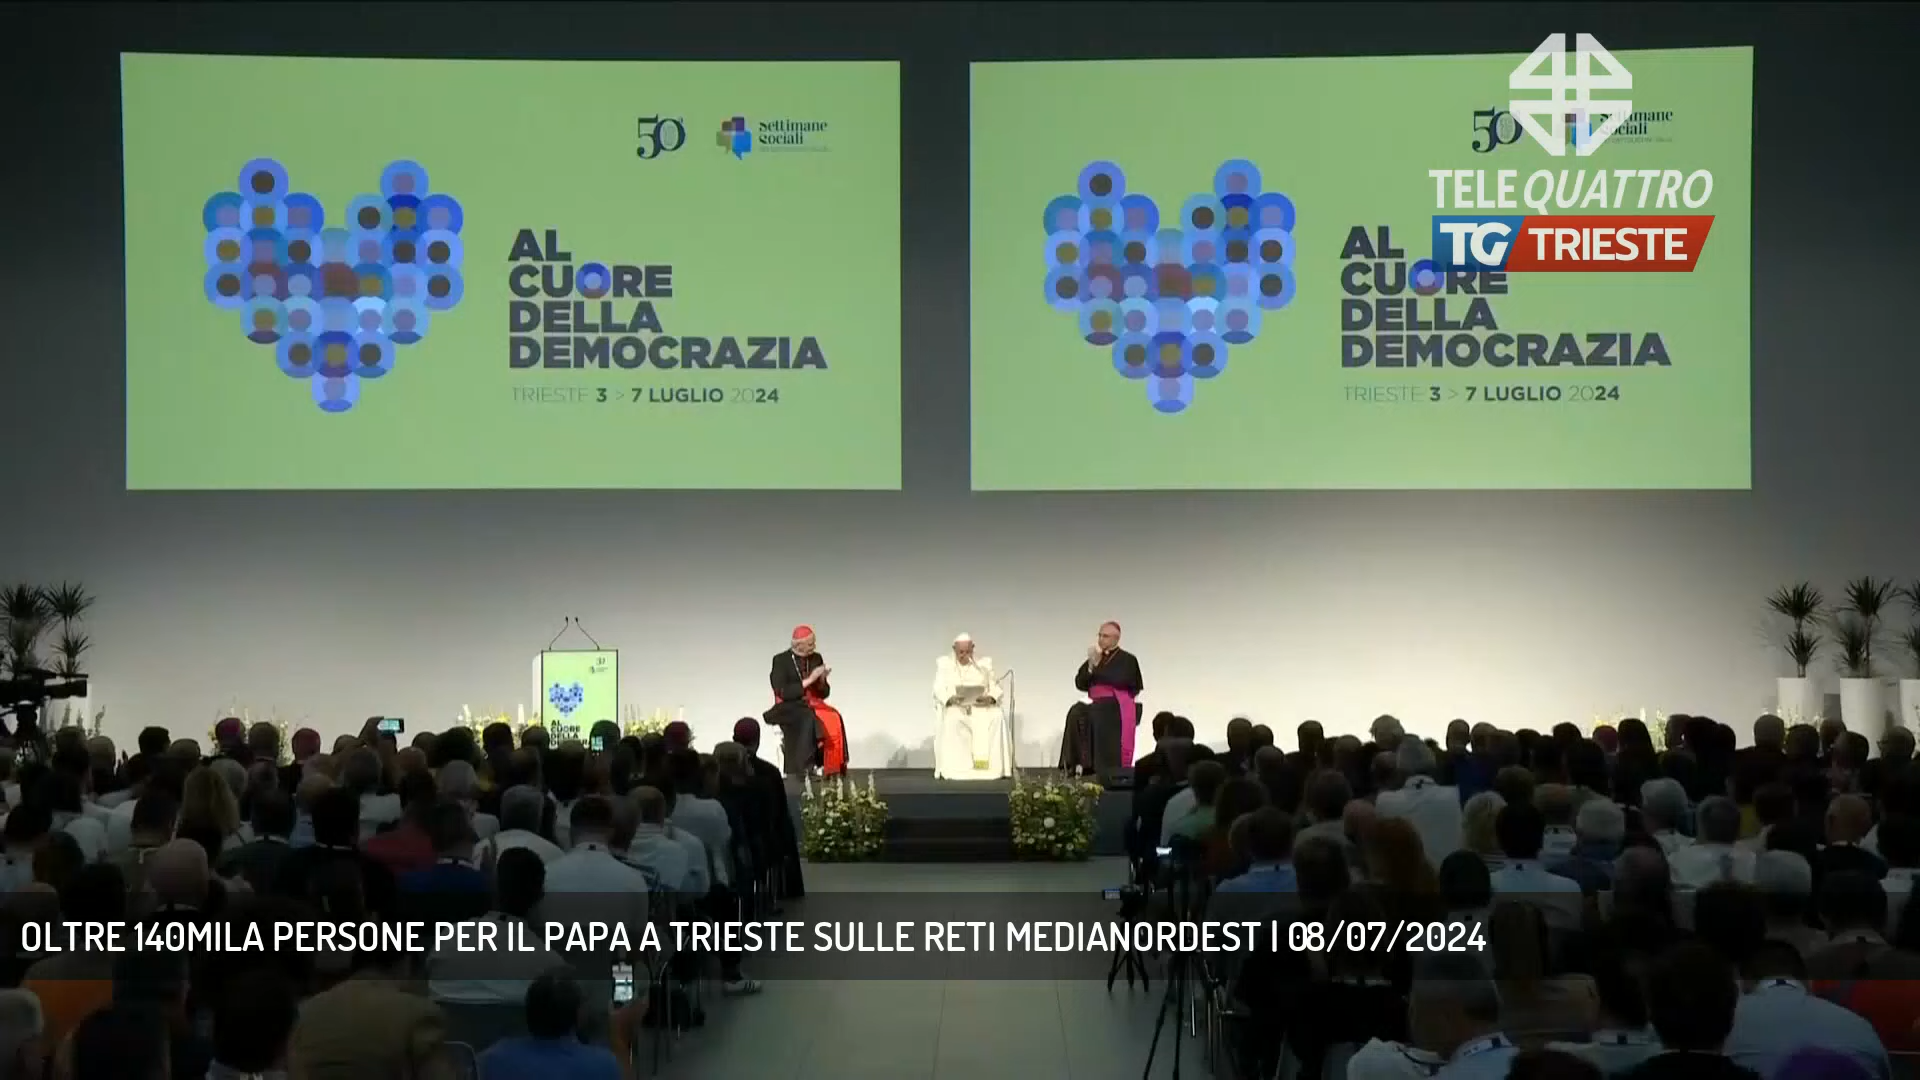 50ª
Settimane
Sociali
AL
CUORE
DELLA
DEMOCRAZIA
TRIESTE 3 > 7 LUGLIO 2024
50
Settimane
Sociali
TELEQUATTRO
TG TRIESTE
AL
CUORE
DELLA
DEMOCRAZIA
TRIESTE 3 > 7 LUGLIO 2024
AL
CUORE
DELLA
OLTRE 140MILA PERSONE PER IL PAPA A TRIESTE SULLE RETI MEDIANORDEST | 08/07/2024